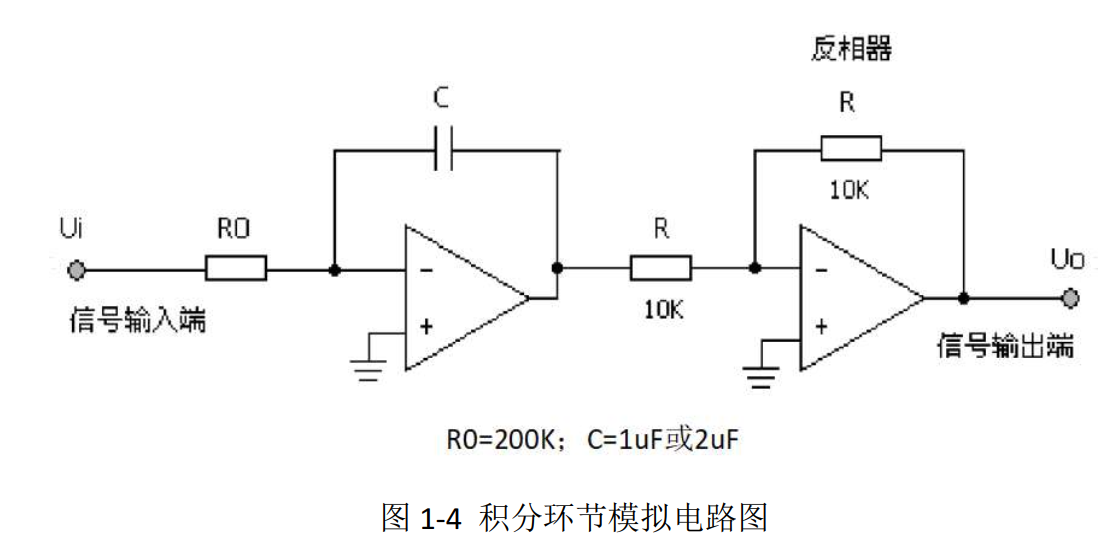 反相器
C
R
10K
Ui
R0
R
Uo
-
+
-
+
信号输入端
10K
信号输出端
R0=200K；C=1uF或2uF
图 1-4 积分环节模拟电路图